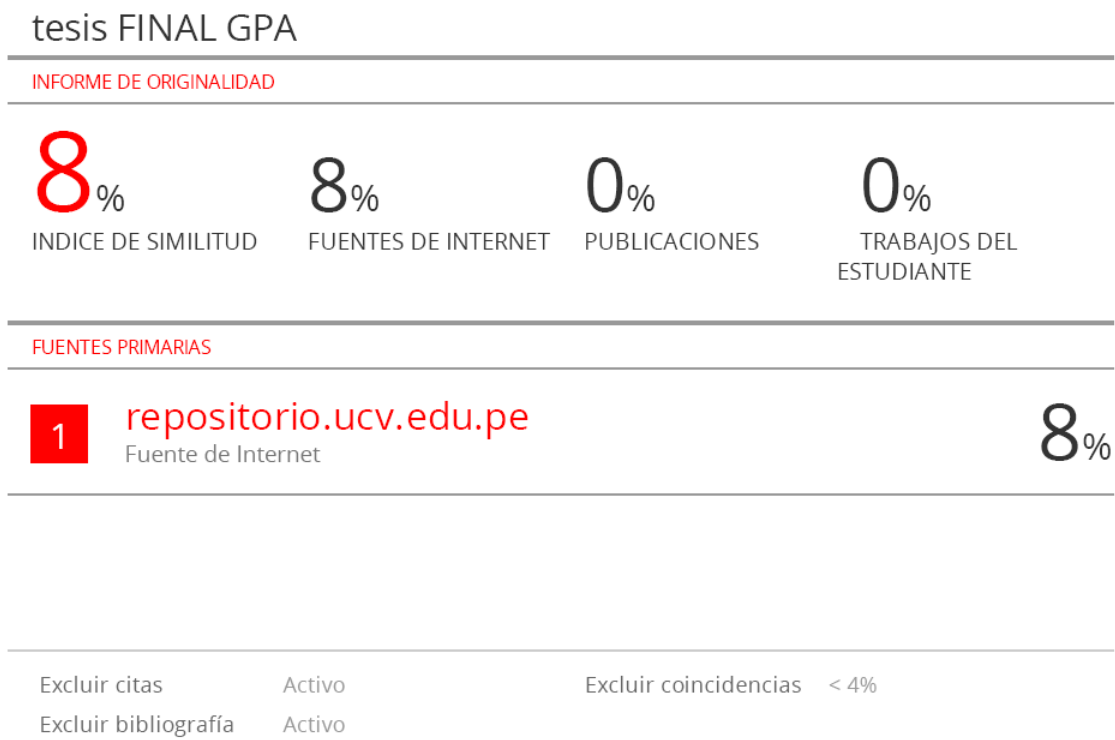 tesis FINAL GPA
INFORME DE ORIGINALIDAD
8%
INDICE DE SIMILITUD
8%
FUENTES DE INTERNET
0%
PUBLICACIONES
0%
TRABAJOS DEL
ESTUDIANTE
FUENTES PRIMARIAS
1
repositorio.ucv.edu.pe
Fuente de Internet
8%
Excluir citas Activo
Excluir bibliografía Activo
Excluir coincidencias < 4%